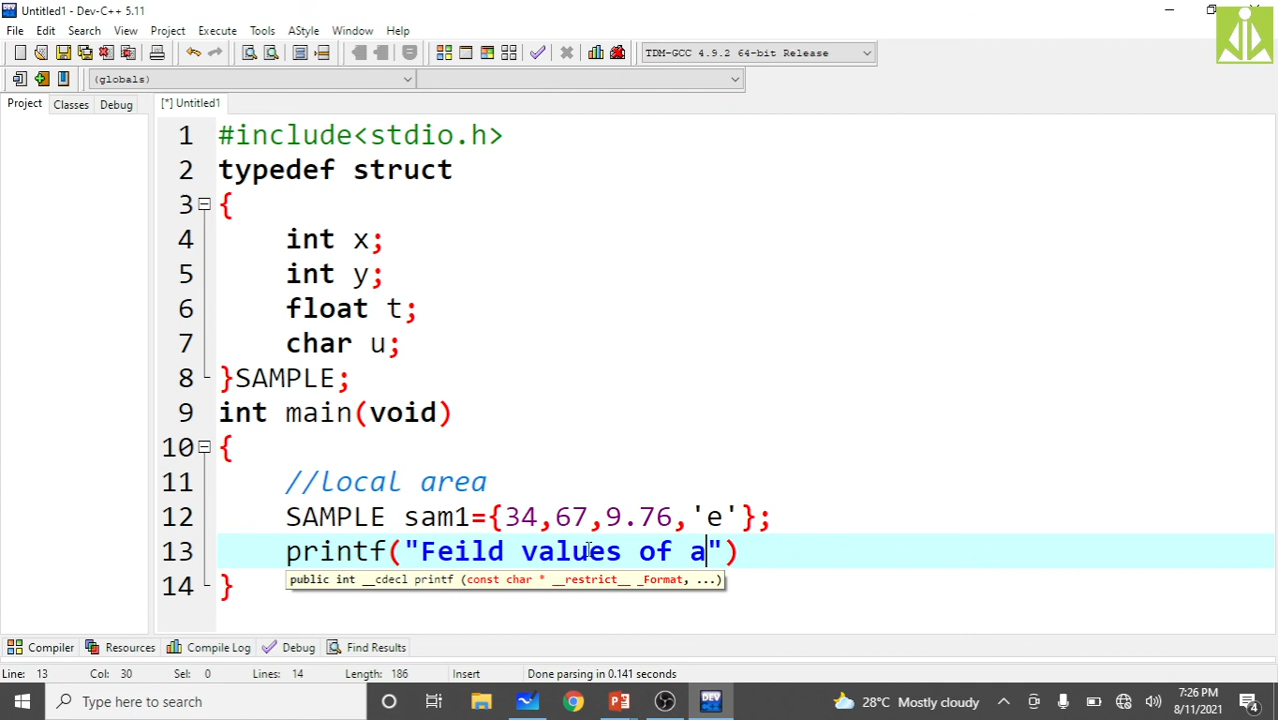 Untitled1 - Dev-C++ 5.11
File Edit Search View Project Execute Tools AStyle Window Help
TDM-GCC 4.9.2 64-bit Release
(globals)
Project Classes Debug [*] Untitled1
1 #include<stdio.h>
2 typedef struct
3 {
4 int x;
5 int y;
6 float t;
7 char u;
8 }SAMPLE;
9 int main(void)
10 {
11 //local area
12 SAMPLE sam1={34,67,9.76,'e'};
13 printf("Feild values of a")
public int __cdecl printf (const char * __restrict__ _Format, ...)
14 }
Compiler Resources Compile Log Debug Find Results
Line: 13 Col: 30 Sel: 0 Lines: 14 Length: 186 Insert Done parsing in 0.141 seconds
Type here to search DEV 28°C Mostly cloudy 7:26 PM
8/11/2021 4